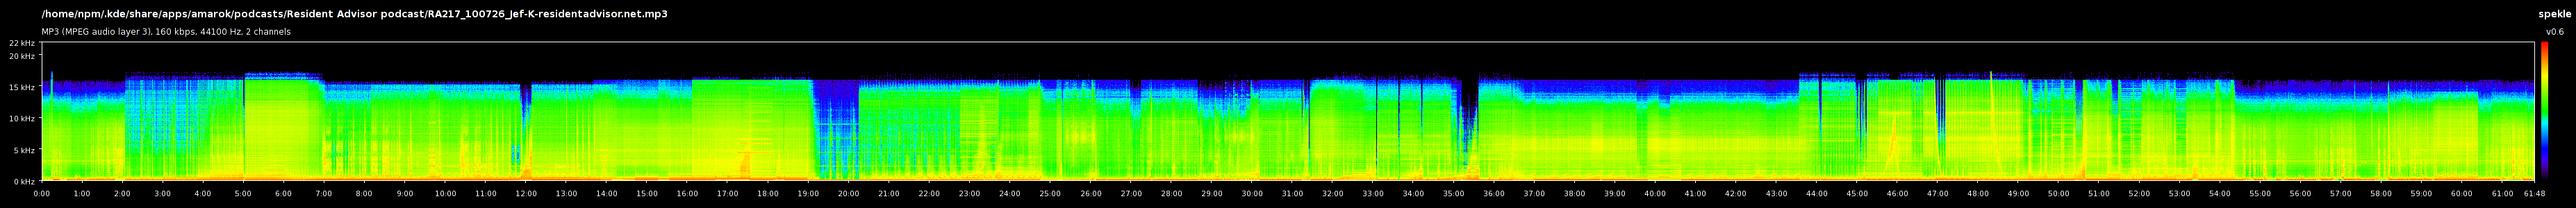 /home/npm/.kde/share/apps/amarok/podcasts/Resident Advisor podcast/RA217_100726_Jef-K-residentadvisor.net.mp3
spekle
MP3 (MPEG audio layer 3), 160 kbps, 44100 Hz, 2 channels
v0.6
22 kHz
20 kHz
15 kHz
10 kHz
5 kHz
0 kHz
0:00 1:00 2:00 3:00 4:00 5:00 6:00 7:00 8:00 9:00 10:00 11:00 12:00 13:00 14:00 15:00 16:00 17:00 18:00 19:00 20:00 21:00 22:00 23:00 24:00 25:00 26:00 27:00 28:00 29:00 30:00 31:00 32:00 33:00 34:00 35:00 36:00 37:00 38:00 39:00 40:00 41:00 42:00 43:00 44:00 45:00 46:00 47:00 48:00 49:00 50:00 51:00 52:00 53:00 54:00 55:00 56:00 57:00 58:00 59:00 60:00 61:00 61:48